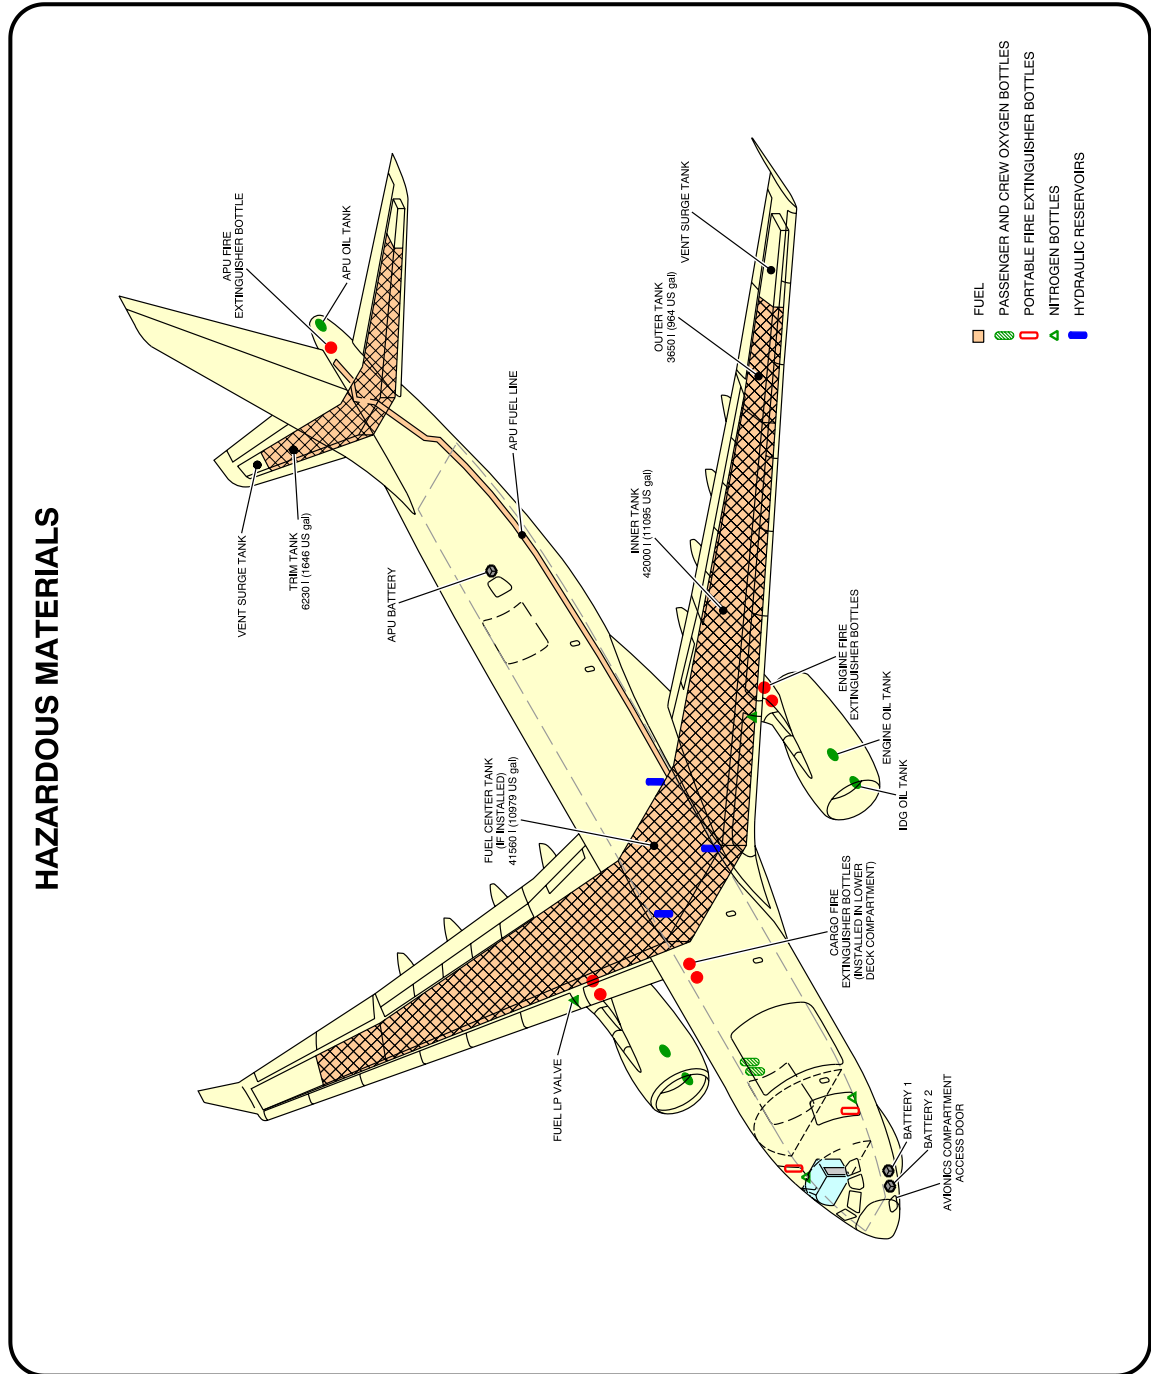 HAZARDOUS MATERIALS
APU FIRE
EXTINGUISHER BOTTLE
APU OIL TANK
VENT SURGE TANK
TRIM TANK
6230 l (1646 US gal)
APU BATTERY
APU FUEL LINE
VENT SURGE TANK
OUTER TANK
3650 l (964 US gal)
INNER TANK
42000 l (11095 US gal)
FUEL CENTER TANK
(IF INSTALLED)
41560 l (10979 US gal)
ENGINE FIRE
EXTINGUISHER BOTTLES
ENGINE OIL TANK
IDG OIL TANK
CARGO FIRE
EXTINGUISHER BOTTLES
(INSTALLED IN LOWER
DECK COMPARTMENT)
FUEL LP VALVE
BATTERY 1
BATTERY 2
AVIONICS COMPARTMENT
ACCESS DOOR
FUEL
PASSENGER AND CREW OXYGEN BOTTLES
PORTABLE FIRE EXTINGUISHER BOTTLES
NITROGEN BOTTLES
HYDRAULIC RESERVOIRS